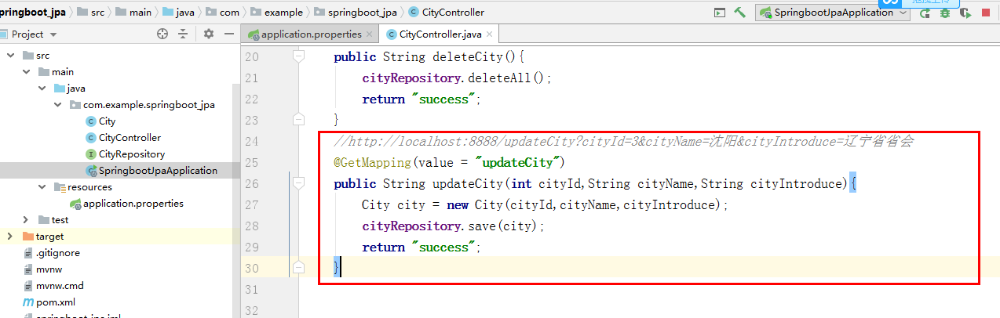 pringboot_jpa src main java com example springboot_jpa CityController
SpringbootJpaApplication
Project
application.properties
CityController.java
src
main
java
com.example.springboot_jpa
City
CityController
CityRepository
SpringbootJpaApplication
resources
application.properties
test
target
.gitignore
mvnw
mvnw.cmd
pom.xml
20 public String deleteCity(){
21 cityRepository.deleteAll();
22 return "success";
23 }
24 //http://localhost:8888/updateCity?cityId=3&cityName=沈阳&cityIntroduce=辽宁省省会
25 @GetMapping(value = "updateCity")
26 public String updateCity(int cityId,String cityName,String cityIntroduce){
27 City city = new City(cityId,cityName,cityIntroduce);
28 cityRepository.save(city);
29 return "success";
30 }
31
32